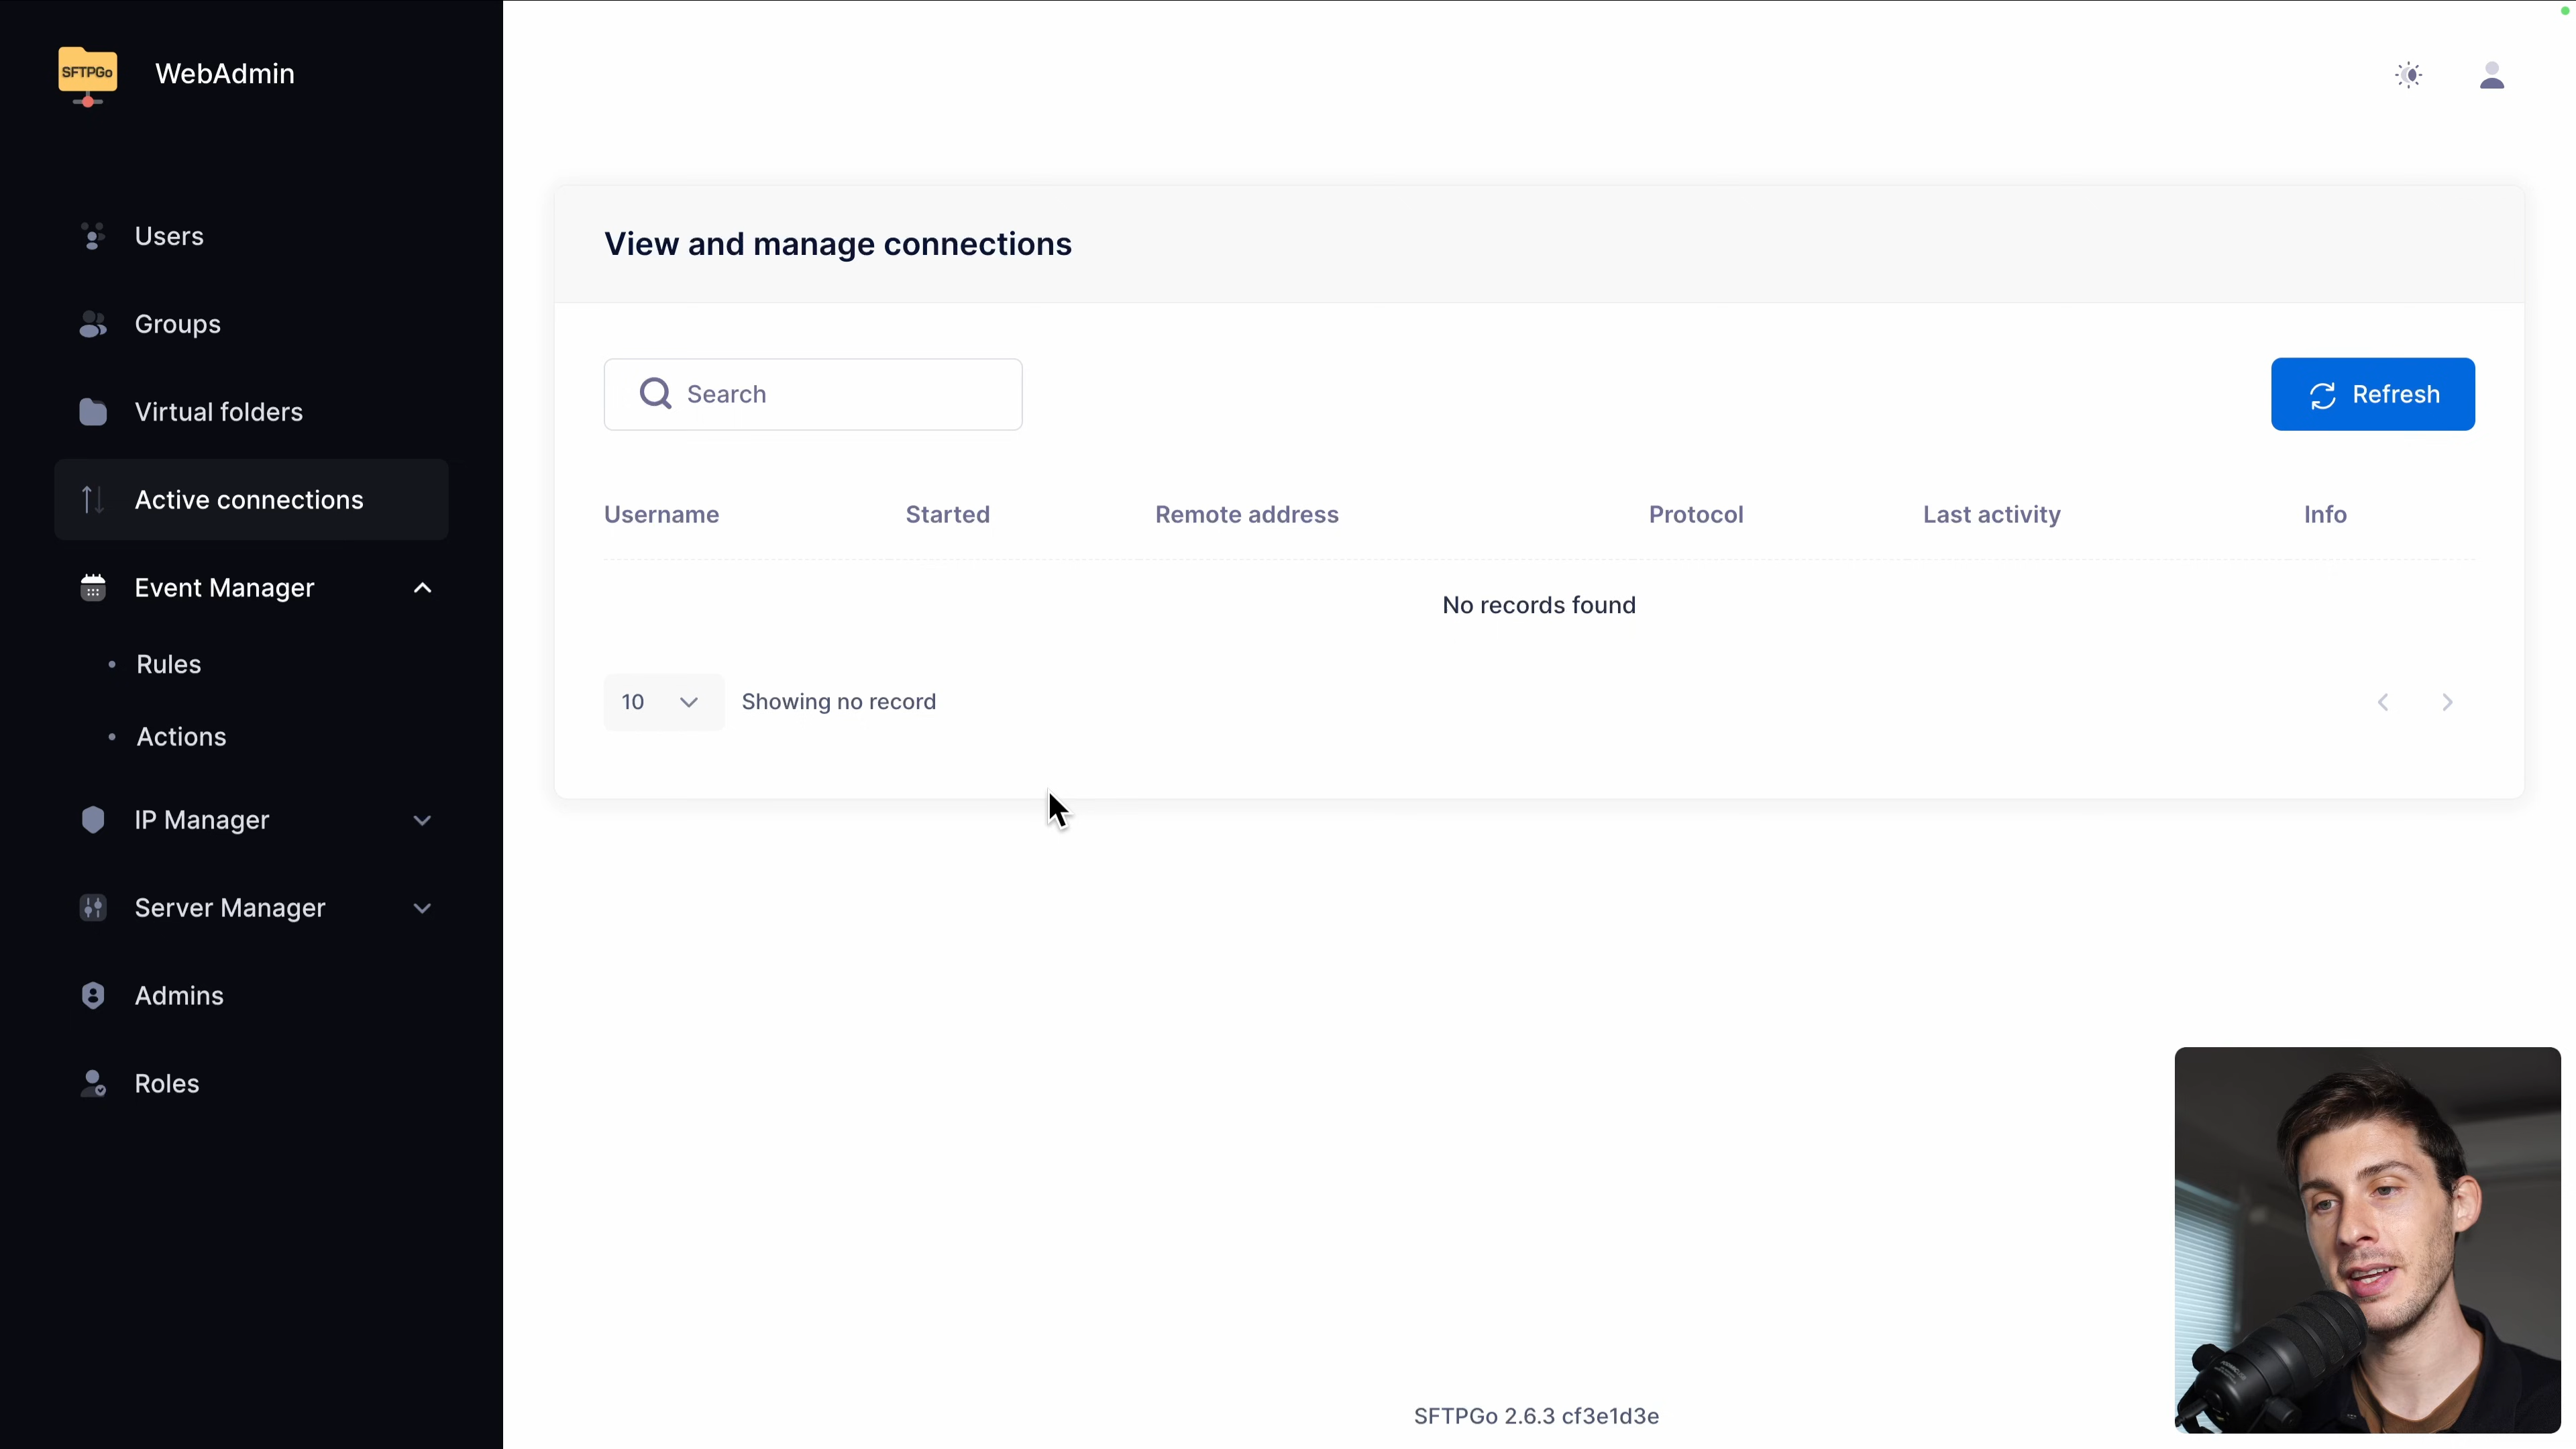 SFTPGo
WebAdmin
Users
Groups
Virtual folders
Active connections
Event Manager
Rules
Actions
IP Manager
Server Manager
Admins
Roles
View and manage connections
Search
Refresh
Username Started Remote address Protocol Last activity Info
No records found
10 Showing no record
SFTPGo 2.6.3 cf3e1d3e